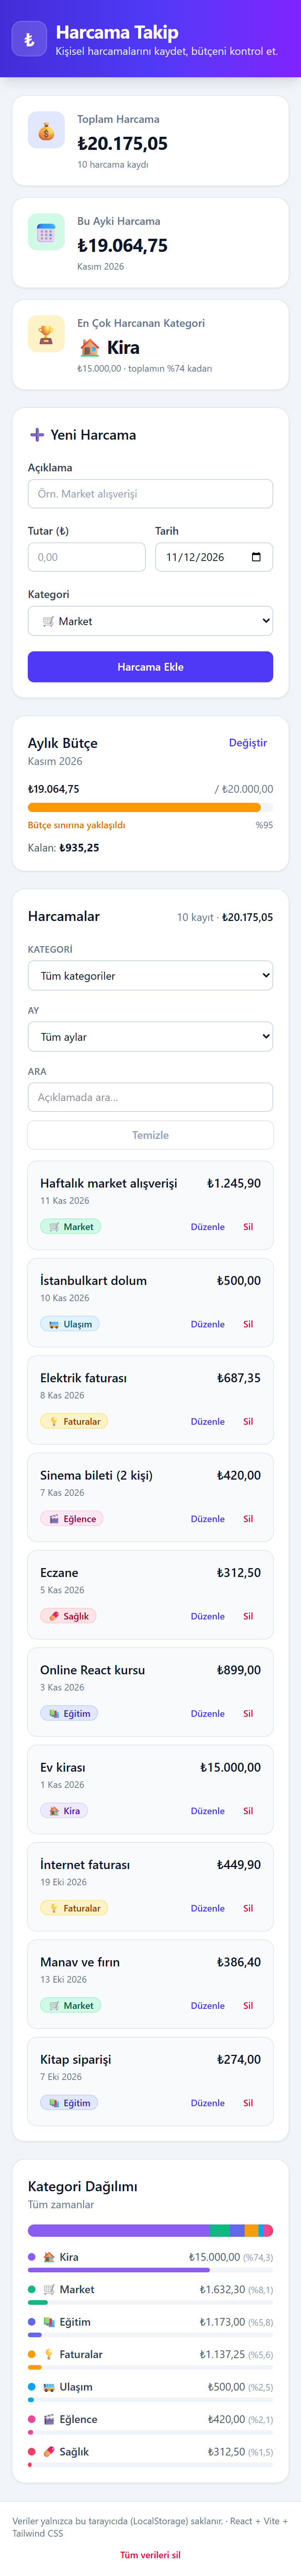 ₺
Harcama Takip
Kişisel harcamalarını kaydet, bütçeni kontrol et.
Toplam Harcama
₺20.175,05
10 harcama kaydı
Bu Ayki Harcama
₺19.064,75
Kasım 2026
En Çok Harcanan Kategori
Kira
₺15.000,00 · toplamın %74 kadarı
Yeni Harcama
Açıklama
Örn. Market alışverişi
Tutar (₺) Tarih
0,00 11/12/2026
Kategori
Market
Harcama Ekle
Aylık Bütçe Değiştir
Kasım 2026
₺19.064,75 / ₺20.000,00
Bütçe sınırına yaklaşıldı %95
Kalan: ₺935,25
Harcamalar 10 kayıt · ₺20.175,05
KATEGORİ
Tüm kategoriler
AY
Tüm aylar
ARA
Açıklamada ara...
Temizle
Haftalık market alışverişi ₺1.245,90
11 Kas 2026
Market Düzenle Sil
İstanbulkart dolum ₺500,00
10 Kas 2026
Ulaşım Düzenle Sil
Elektrik faturası ₺687,35
8 Kas 2026
Faturalar Düzenle Sil
Sinema bileti (2 kişi) ₺420,00
7 Kas 2026
Eğlence Düzenle Sil
Eczane ₺312,50
5 Kas 2026
Sağlık Düzenle Sil
Online React kursu ₺899,00
3 Kas 2026
Eğitim Düzenle Sil
Ev kirası ₺15.000,00
1 Kas 2026
Kira Düzenle Sil
İnternet faturası ₺449,90
19 Eki 2026
Faturalar Düzenle Sil
Manav ve fırın ₺386,40
13 Eki 2026
Market Düzenle Sil
Kitap siparişi ₺274,00
7 Eki 2026
Eğitim Düzenle Sil
Kategori Dağılımı
Tüm zamanlar
Kira ₺15.000,00 (%74,3)
Market ₺1.632,30 (%8,1)
Eğitim ₺1.173,00 (%5,8)
Faturalar ₺1.137,25 (%5,6)
Ulaşım ₺500,00 (%2,5)
Eğlence ₺420,00 (%2,1)
Sağlık ₺312,50 (%1,5)
Veriler yalnızca bu tarayıcıda (LocalStorage) saklanır. · React + Vite +
Tailwind CSS
Tüm verileri sil